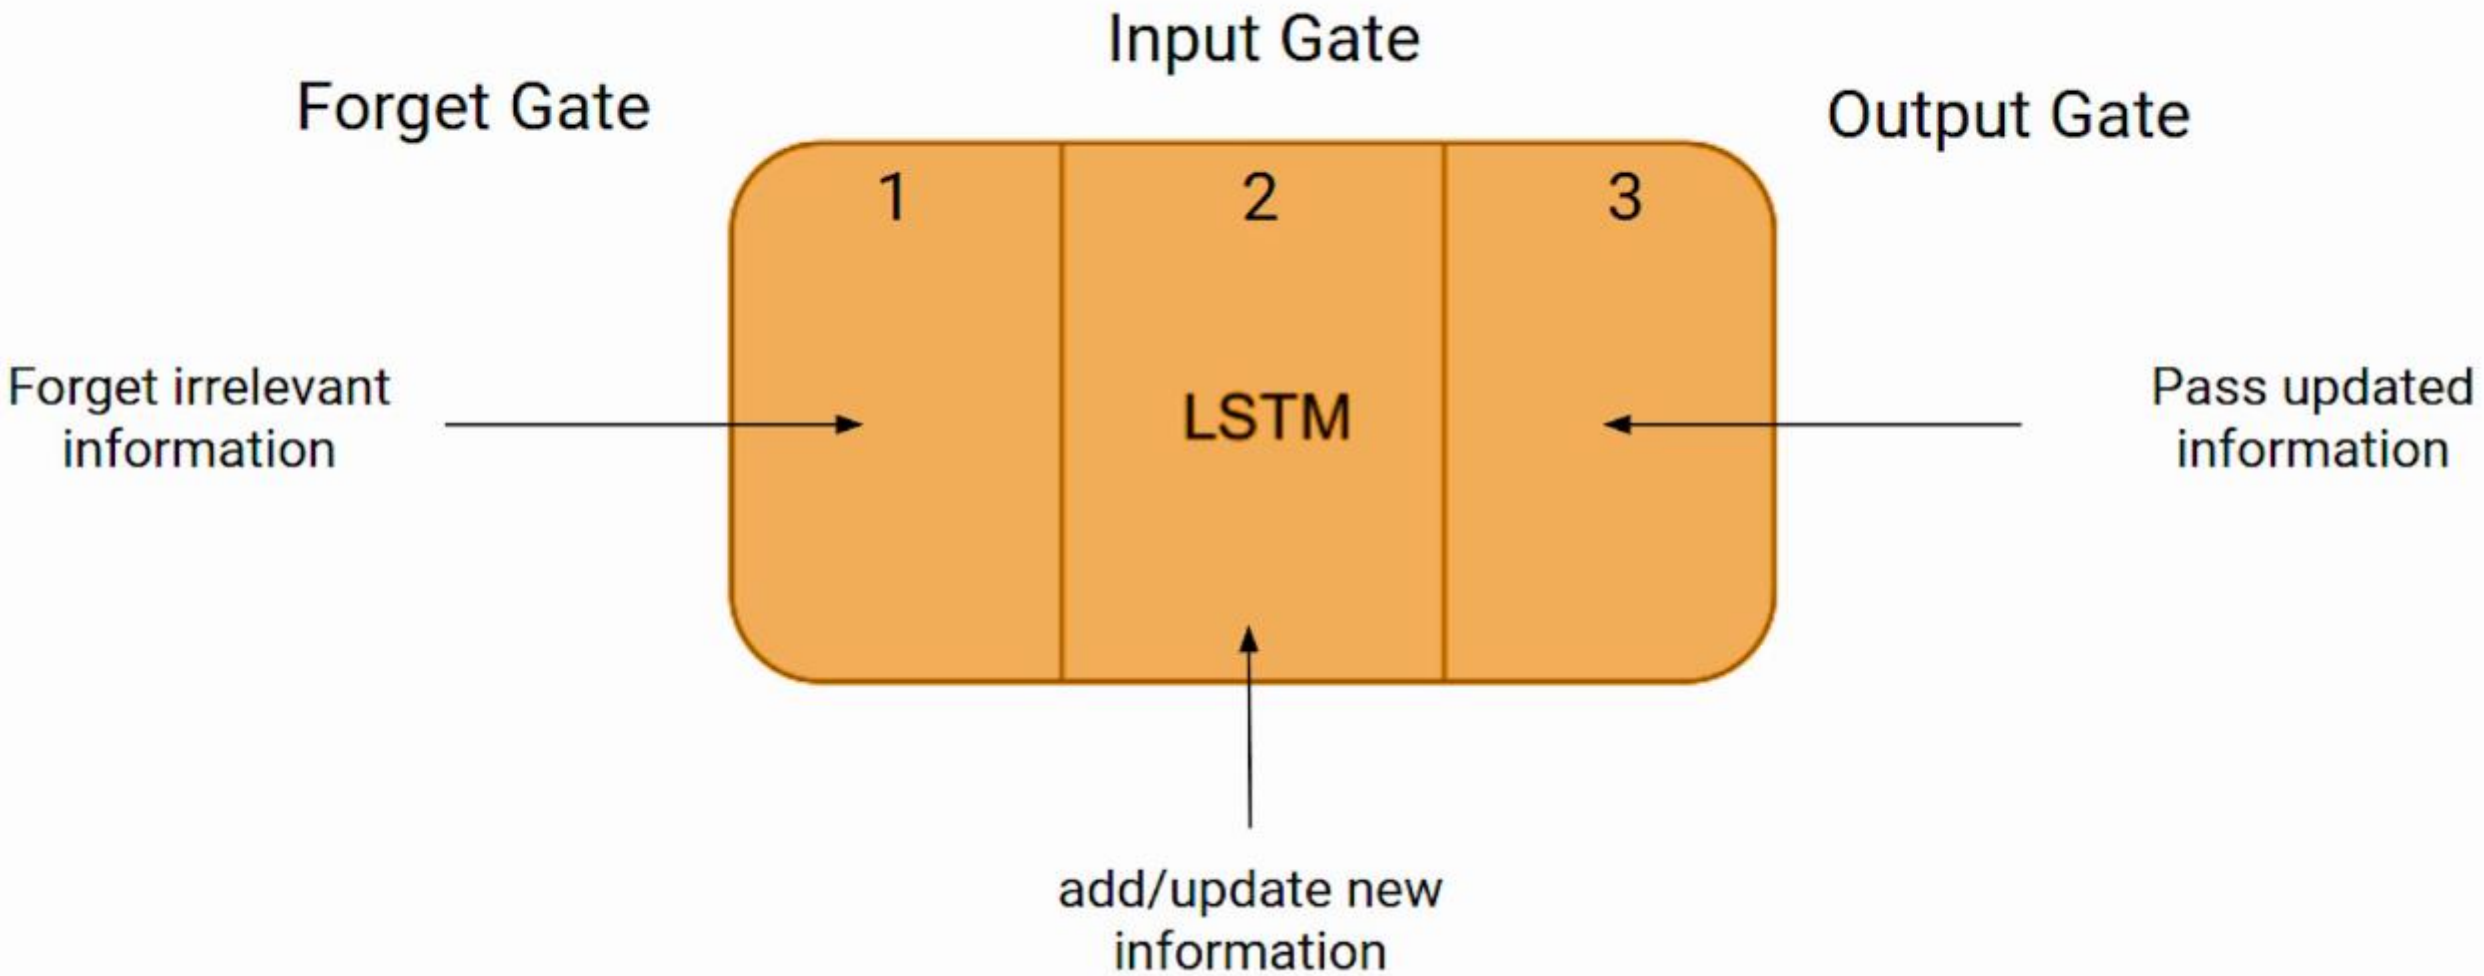 Input Gate
Forget Gate
Output Gate
1
2
3
Forget irrelevant
information
LSTM
Pass updated
information
add/update new
information